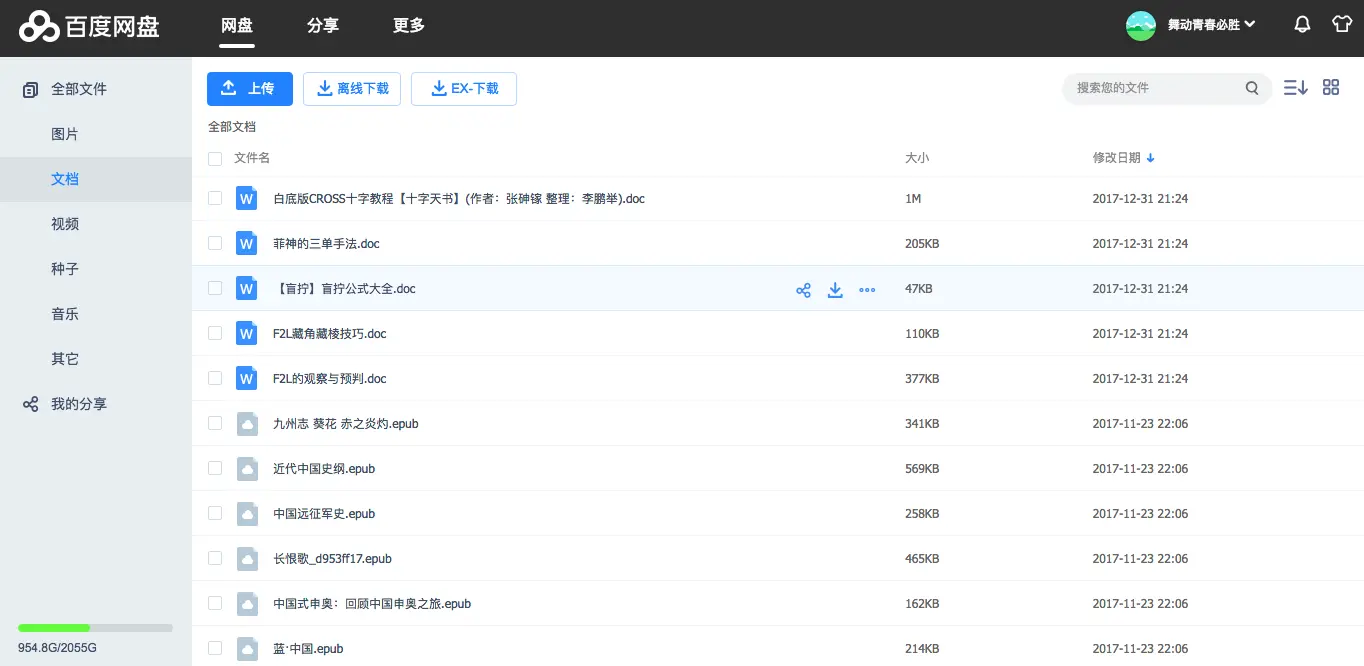 百度网盘 网盘 分享 更多 舞动青春必胜
全部文件
图片
文档
视频
种子
音乐
其它
我的分享
954.8G/2055G
上传 离线下载 EX-下载 搜索您的文件
全部文档
文件名 大小 修改日期
W 白底版CROSS十字教程【十字天书】(作者：张砷镓 整理：李鹏举).doc 1M 2017-12-31 21:24
W 菲神的三单手法.doc 205KB 2017-12-31 21:24
W 【盲拧】盲拧公式大全.doc 47KB 2017-12-31 21:24
W F2L藏角藏棱技巧.doc 110KB 2017-12-31 21:24
W F2L的观察与预判.doc 377KB 2017-12-31 21:24
九州志 葵花 赤之炎灼.epub 341KB 2017-11-23 22:06
近代中国史纲.epub 569KB 2017-11-23 22:06
中国远征军史.epub 258KB 2017-11-23 22:06
长恨歌_d953ff17.epub 465KB 2017-11-23 22:06
中国式申奥：回顾中国申奥之旅.epub 162KB 2017-11-23 22:06
蓝·中国.epub 214KB 2017-11-23 22:06